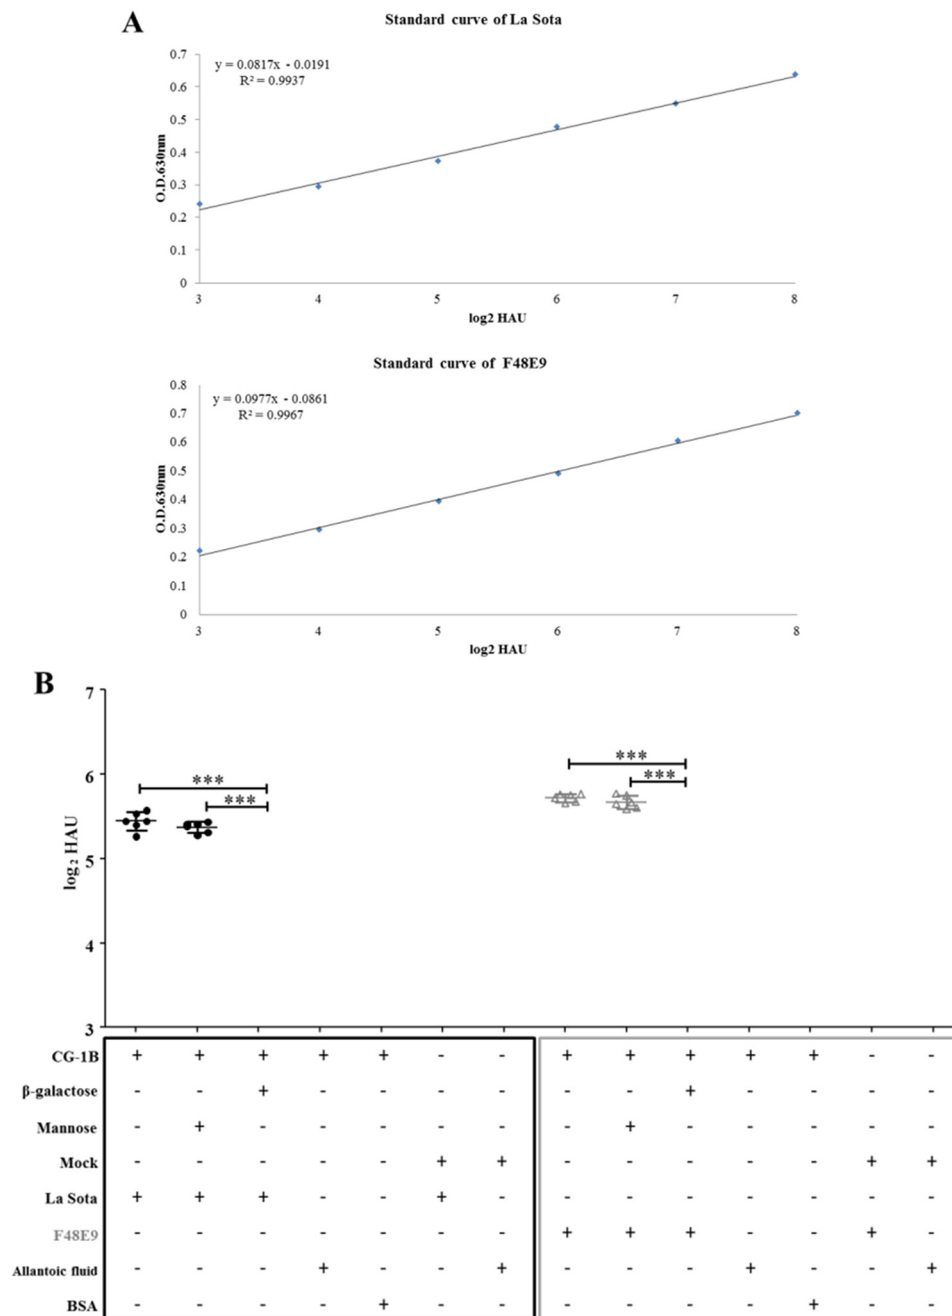 A
Standard curve of La Sota
y = 0.0817x - 0.0191
R² = 0.9937
0.7
0.6
0.5
0.4
0.3
0.2
0.1
0
O.D.630nm
3 4 5 6 7 8
log2 HAU
Standard curve of F48E9
y = 0.0977x - 0.0861
R² = 0.9967
0.8
0.7
0.6
0.5
0.4
0.3
0.2
0.1
0
O.D.630nm
3 4 5 6 7 8
log2 HAU
B
7
6
5
4
3
log₂ HAU
*** ***
*** ***
CG-1B + + + + + - - + + + + + - -
β-galactose - - + - - - - - - + - - - -
Mannose - + - - - - - - + - - - - -
Mock - - - - - + + - - - - - + +
La Sota + + + - - + - - - - - - - -
F48E9 - - - - - - - + + + - - + -
Allantoic fluid - - - + - - + - - - + - - +
BSA - - - - + - - - - - - + - -